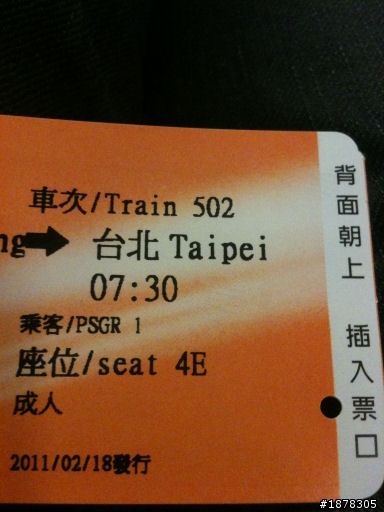 車次/Train 502
ng➡台北 Taipei
07:30
乘客/PSGR 1
座位/seat 4E
成人
2011/02/18發行
背面朝上 插入票口
#1878305